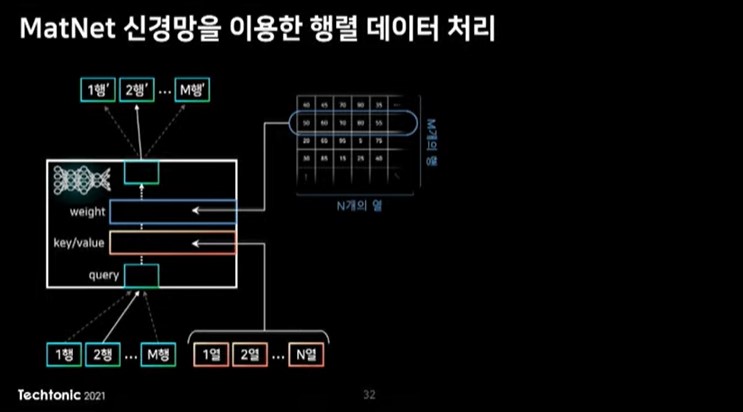 MatNet 신경망을 이용한 행렬 데이터 처리
1행′ 2행′ ... M행′
60 45 70 90 35 ...
50 60 10 80 55
20 65 95 5 75
30 85 15 25 40
M개의 행
N개의 열
weight
key/value
query
1행 2행 ... M행
1열 2열 ... N열
Techtonic 2021
32